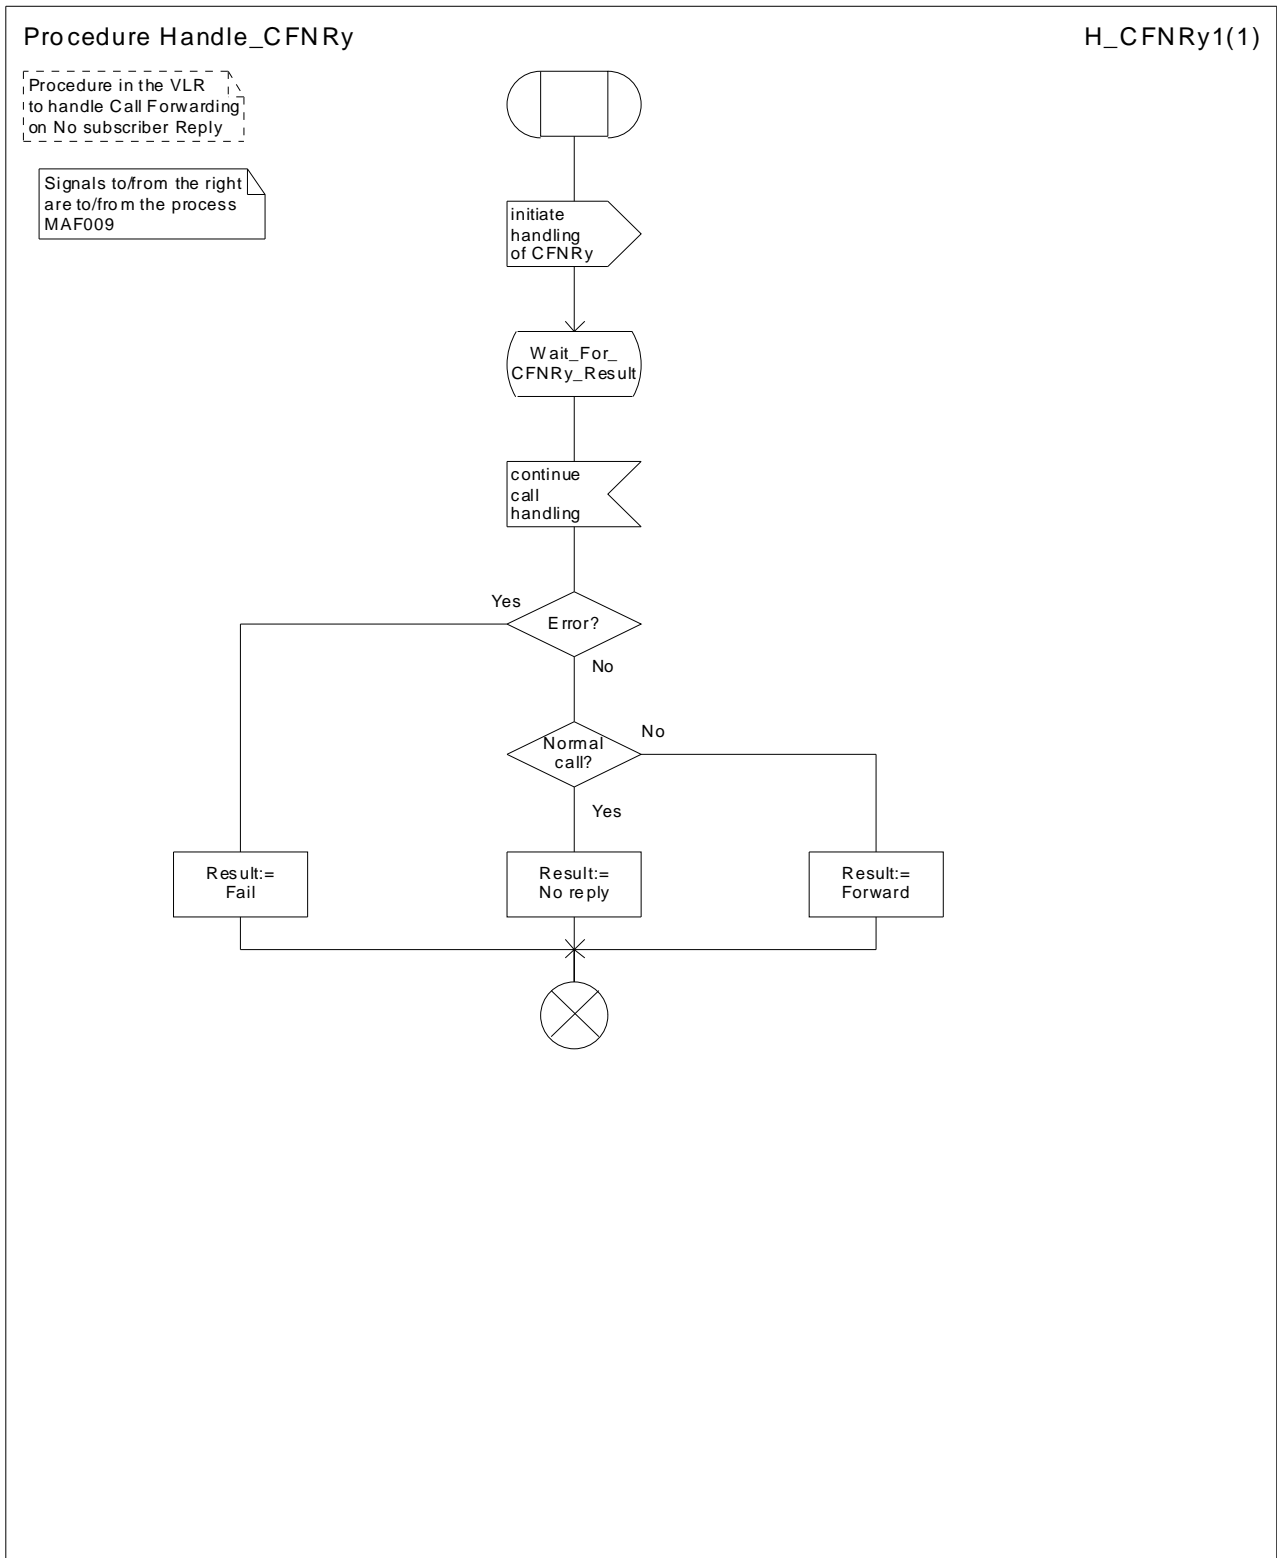 Procedure Handle_CFNRy
H_CFNRy1(1)
Procedure in the VLR
to handle Call Forwarding
on No subscriber Reply
Signals to/from the right
are to/from the process
MAF009
initiate
handling
of CFNRy
Wait_For_
CFNRy_Result
continue
call
handling
Yes
Error?
No
No
Normal
call?
Yes
Result:=
Fail
Result:=
No reply
Result:=
Forward